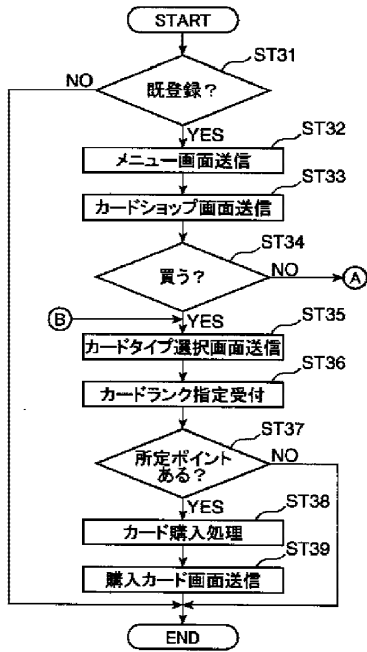 START
ST31
既登録？
NO
YES
ST32
メニュー画面送信
ST33
カードショップ画面送信
ST34
買う？
NO
A
B
YES
ST35
カードタイプ選択画面送信
ST36
カードランク指定受付
ST37
所定ポイント
ある？
NO
YES
ST38
カード購入処理
ST39
購入カード画面送信
END